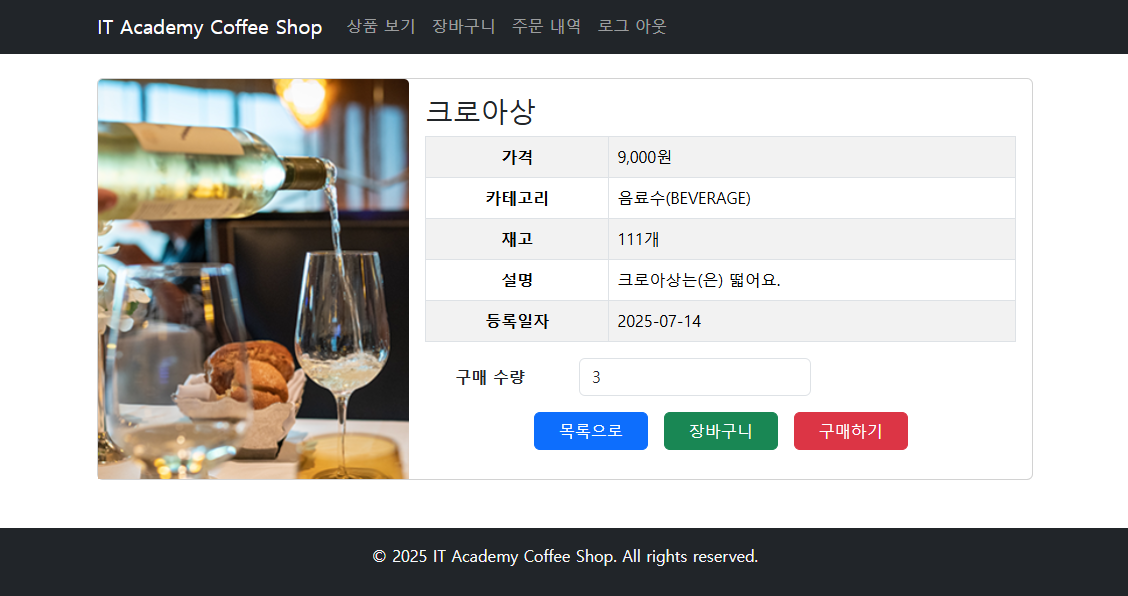 IT Academy Coffee Shop 상품 보기 장바구니 주문 내역 로그 아웃
크로아상
가격 9,000원
카테고리 음료수(BEVERAGE)
재고 111개
설명 크로아상는(은) 떫어요.
등록일자 2025-07-14
구매 수량 3
목록으로 장바구니 구매하기
© 2025 IT Academy Coffee Shop. All rights reserved.